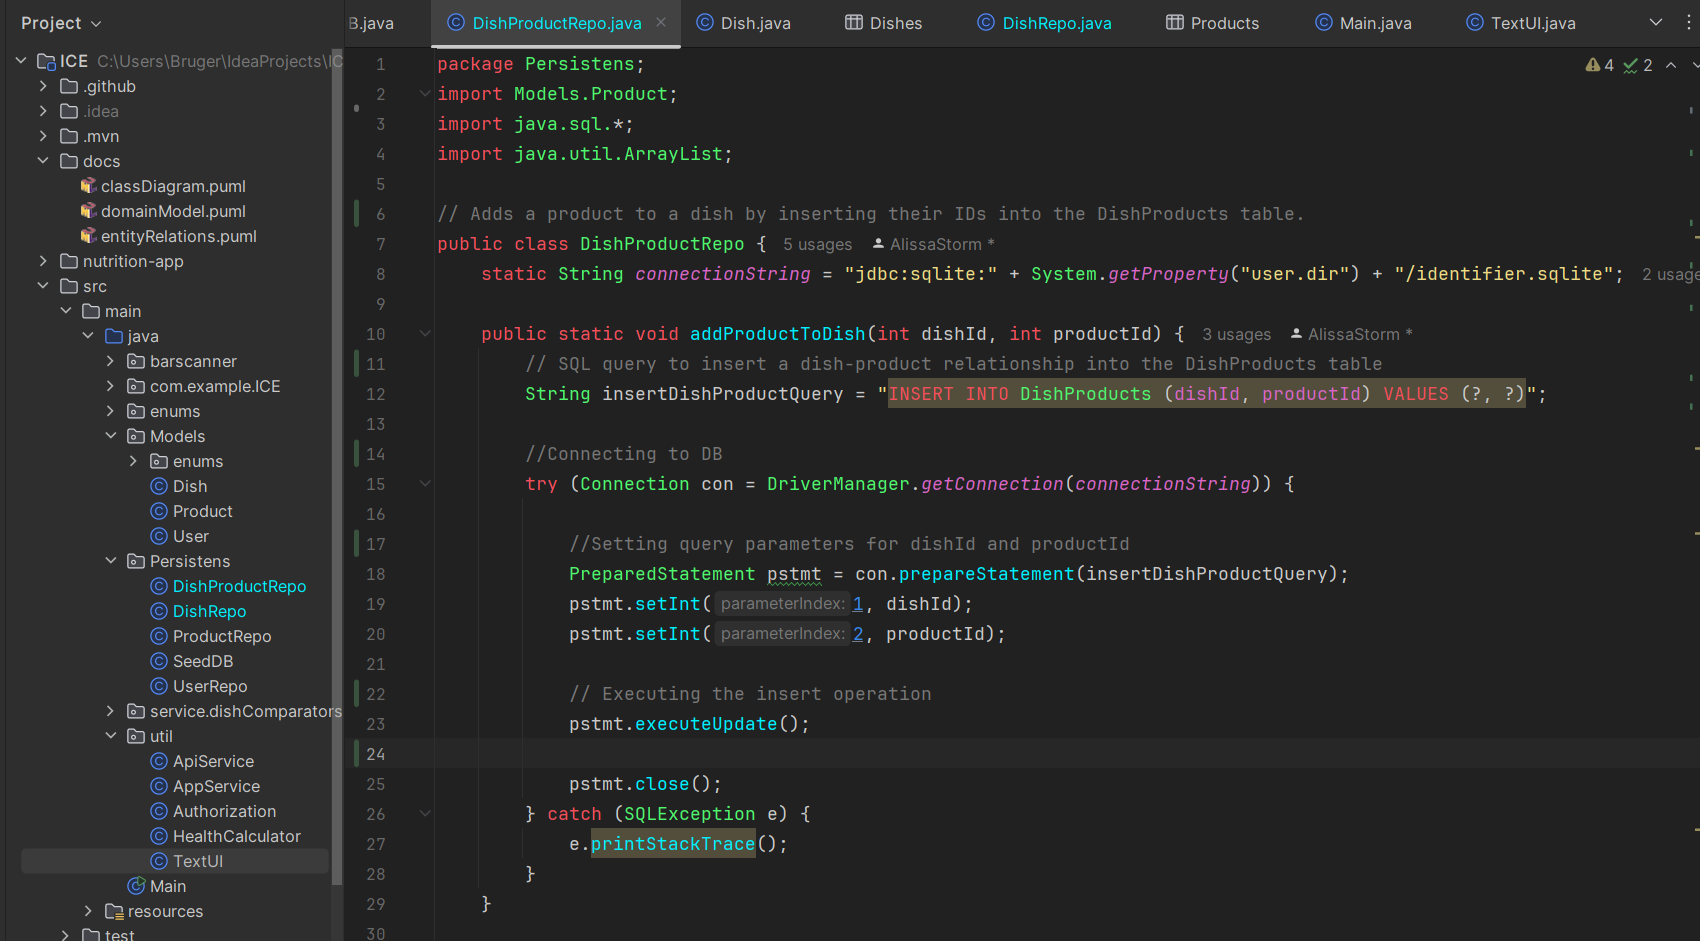 Project
B.java
DishProductRepo.java
Dish.java
Dishes
DishRepo.java
Products
Main.java
TextUI.java
ICE C:\Users\Bruger\IdeaProjects\IC
.github
.idea
.mvn
docs
classDiagram.puml
domainModel.puml
entityRelations.puml
nutrition-app
src
main
java
barscanner
com.example.ICE
enums
Models
enums
Dish
Product
User
Persistens
DishProductRepo
DishRepo
ProductRepo
SeedDB
UserRepo
service.dishComparators
util
ApiService
AppService
Authorization
HealthCalculator
TextUI
Main
resources
test
4 2
1 package Persistens;
2 import Models.Product;
3 import java.sql.*;
4 import java.util.ArrayList;
5
6 // Adds a product to a dish by inserting their IDs into the DishProducts table.
7 public class DishProductRepo { 5 usages AlissaStorm *
8 static String connectionString = "jdbc:sqlite:" + System.getProperty("user.dir") + "/identifier.sqlite"; 2 usage
9
10 public static void addProductToDish(int dishId, int productId) { 3 usages AlissaStorm *
11 // SQL query to insert a dish-product relationship into the DishProducts table
12 String insertDishProductQuery = "INSERT INTO DishProducts (dishId, productId) VALUES (?, ?)";
13
14 //Connecting to DB
15 try (Connection con = DriverManager.getConnection(connectionString)) {
16
17 //Setting query parameters for dishId and productId
18 PreparedStatement pstmt = con.prepareStatement(insertDishProductQuery);
19 pstmt.setInt( parameterIndex: 1, dishId);
20 pstmt.setInt( parameterIndex: 2, productId);
21
22 // Executing the insert operation
23 pstmt.executeUpdate();
24
25 pstmt.close();
26 } catch (SQLException e) {
27 e.printStackTrace();
28 }
29 }
30